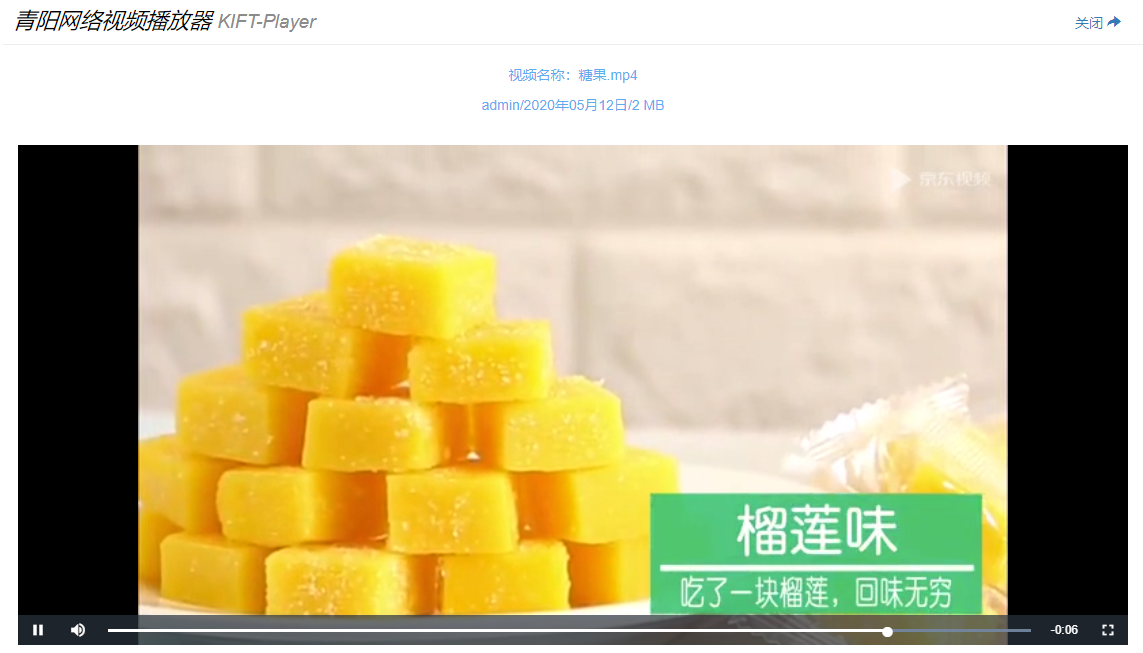 青阳网络视频播放器 KIFT-Player
关闭
视频名称：糖果.mp4
admin/2020年05月12日/2 MB
京东视频
榴莲味
吃了一块榴莲，回味无穷
-0:06